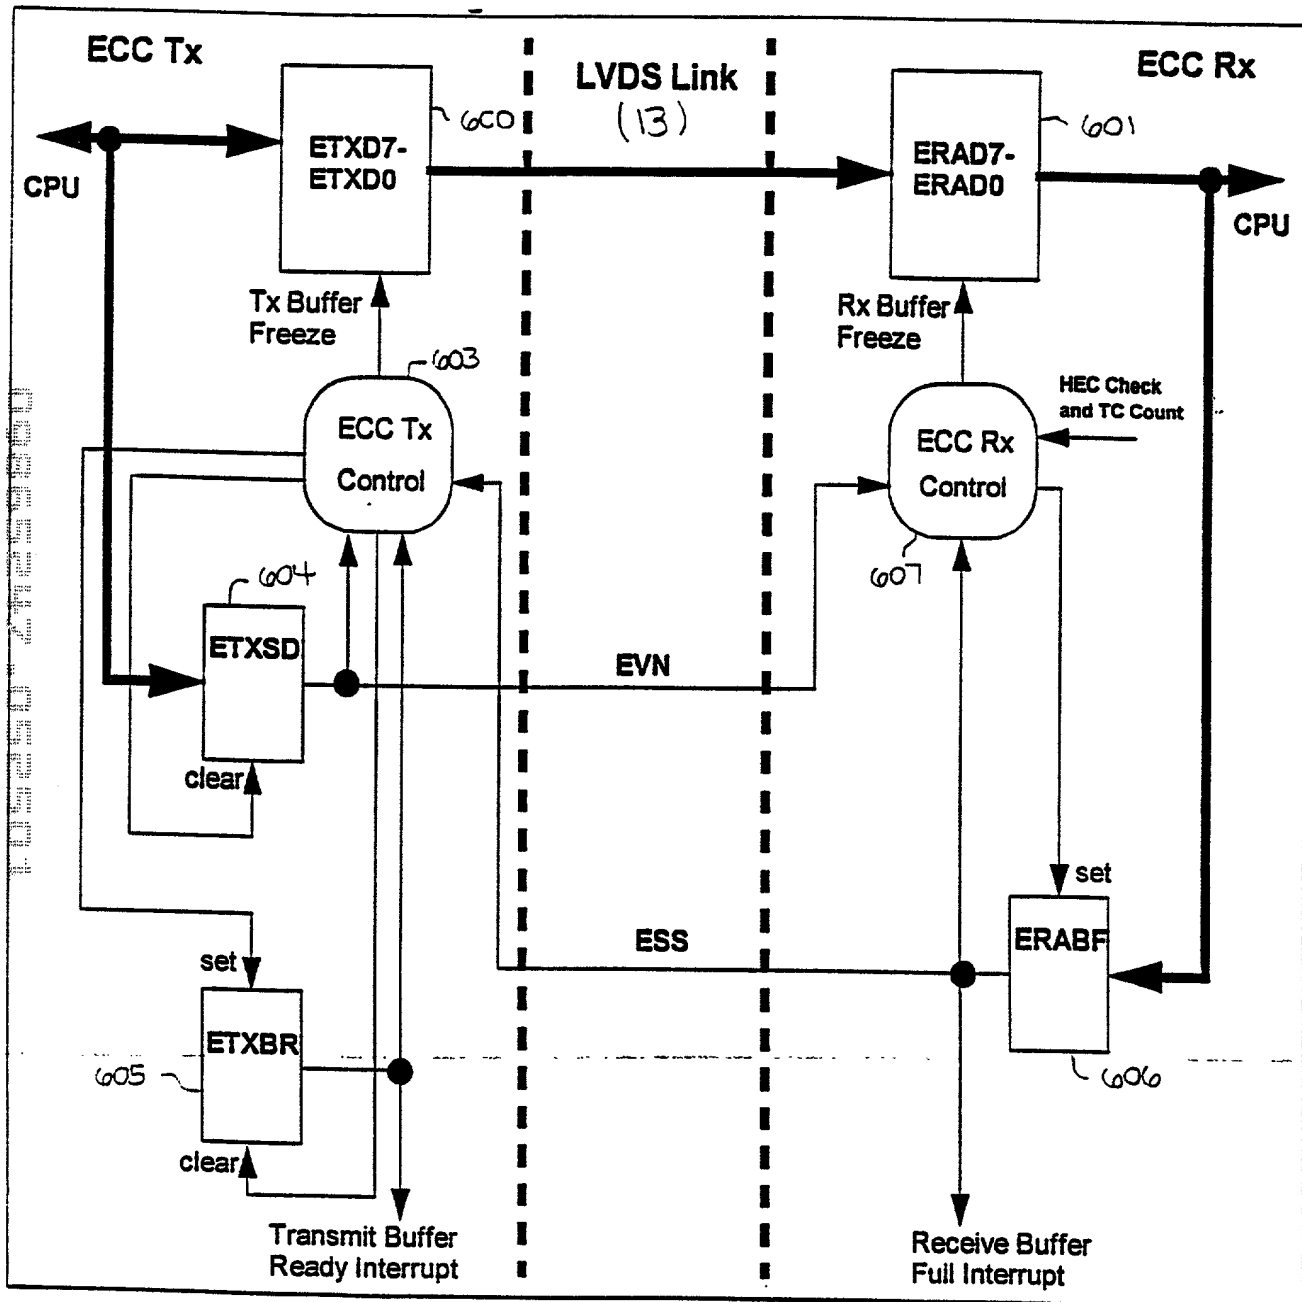 ECC Tx
LVDS Link
(13)
ECC Rx
600
601
ETXD7-
ETXD0
ERAD7-
ERAD0
CPU
CPU
Tx Buffer
Freeze
Rx Buffer
Freeze
603
HEC Check
and TC Count
ECC Tx
Control
ECC Rx
Control
604
607
ETXSD
EVN
clear
set
ERABF
ESS
set
ETXBR
605
606
clear
Transmit Buffer
Ready Interrupt
Receive Buffer
Full Interrupt